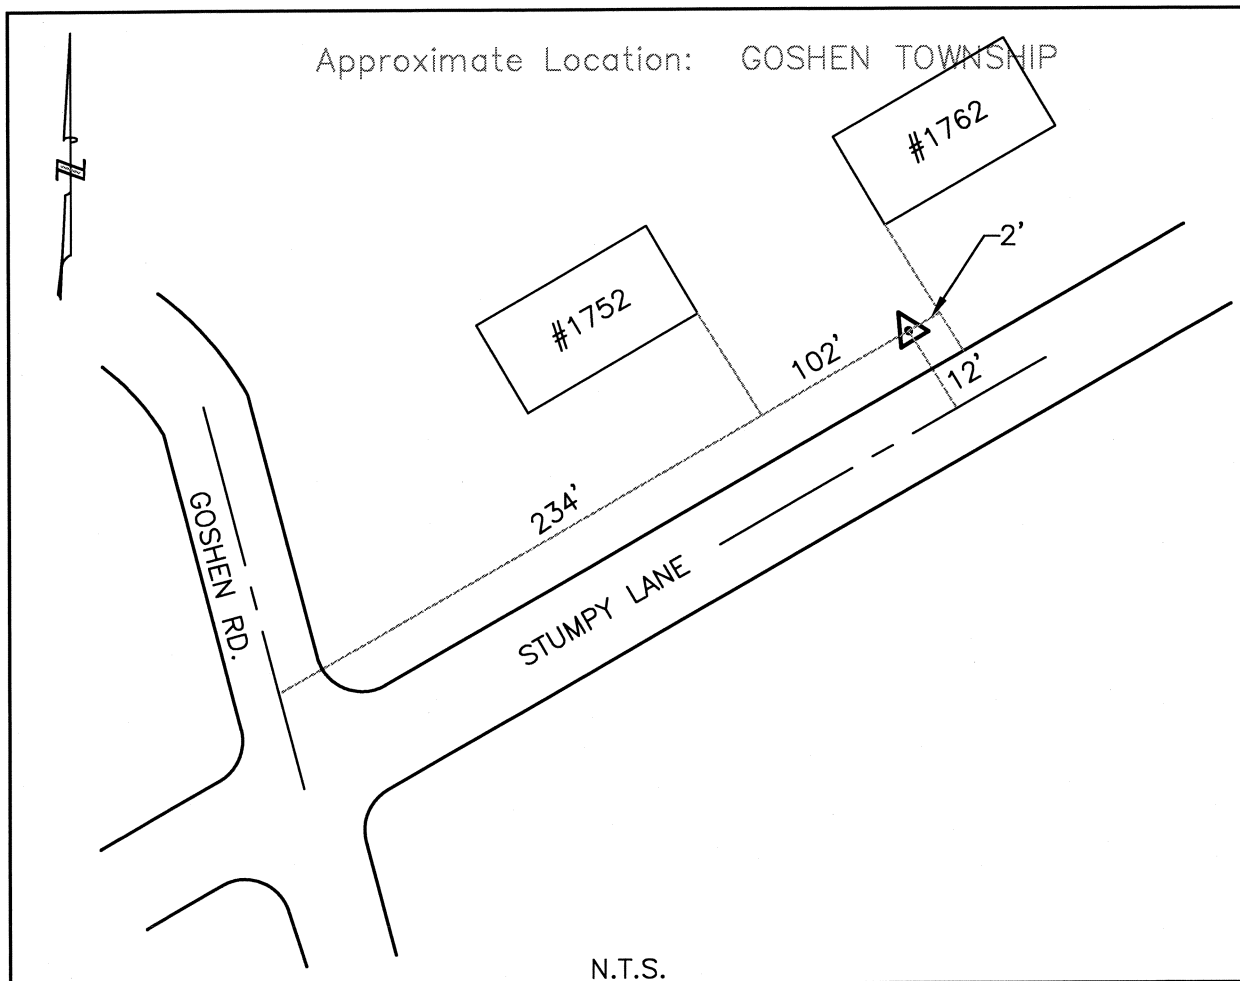 Approximate Location: GOSHEN TOWNSHIP
N
#1762
#1752
2'
102'
12'
234'
GOSHEN RD.
STUMPY LANE
N.T.S.